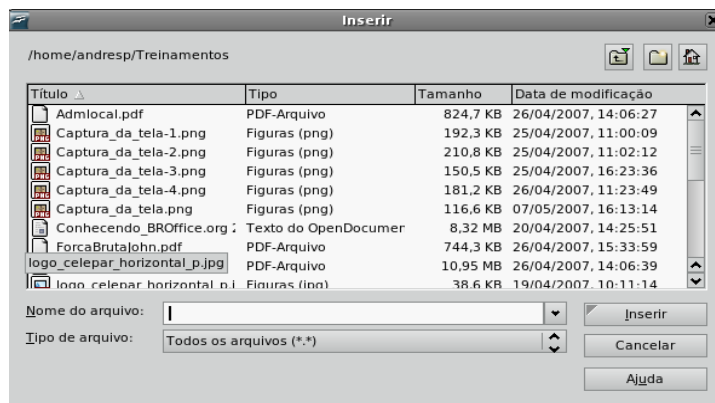 Inserir
/home/andresp/Treinamentos
Título Tipo Tamanho Data de modificação
Admlocal.pdf PDF-Arquivo 824,7 KB 26/04/2007, 14:06:27
Captura_da_tela-1.png Figuras (png) 192,3 KB 25/04/2007, 11:00:09
Captura_da_tela-2.png Figuras (png) 210,8 KB 25/04/2007, 11:02:12
Captura_da_tela-3.png Figuras (png) 150,5 KB 25/04/2007, 16:23:36
Captura_da_tela-4.png Figuras (png) 181,2 KB 26/04/2007, 11:23:49
Captura_da_tela.png Figuras (png) 116,6 KB 07/05/2007, 16:13:14
Conhecendo_BROffice.org 2 Texto do OpenDocumer 8,32 MB 20/04/2007, 14:25:51
ForcaBrutaJohn.pdf PDF-Arquivo 744,3 KB 26/04/2007, 15:33:59
logo_celepar_horizontal_p.jpg PDF-Arquivo 10,95 MB 26/04/2007, 14:06:39
logo_celepar_horizontal_p.j Figuras (jpg) 38,6 KB 19/04/2007, 10:11:14
Nome do arquivo: Inserir
Tipo de arquivo: Todos os arquivos (*.*) Cancelar
Ajuda